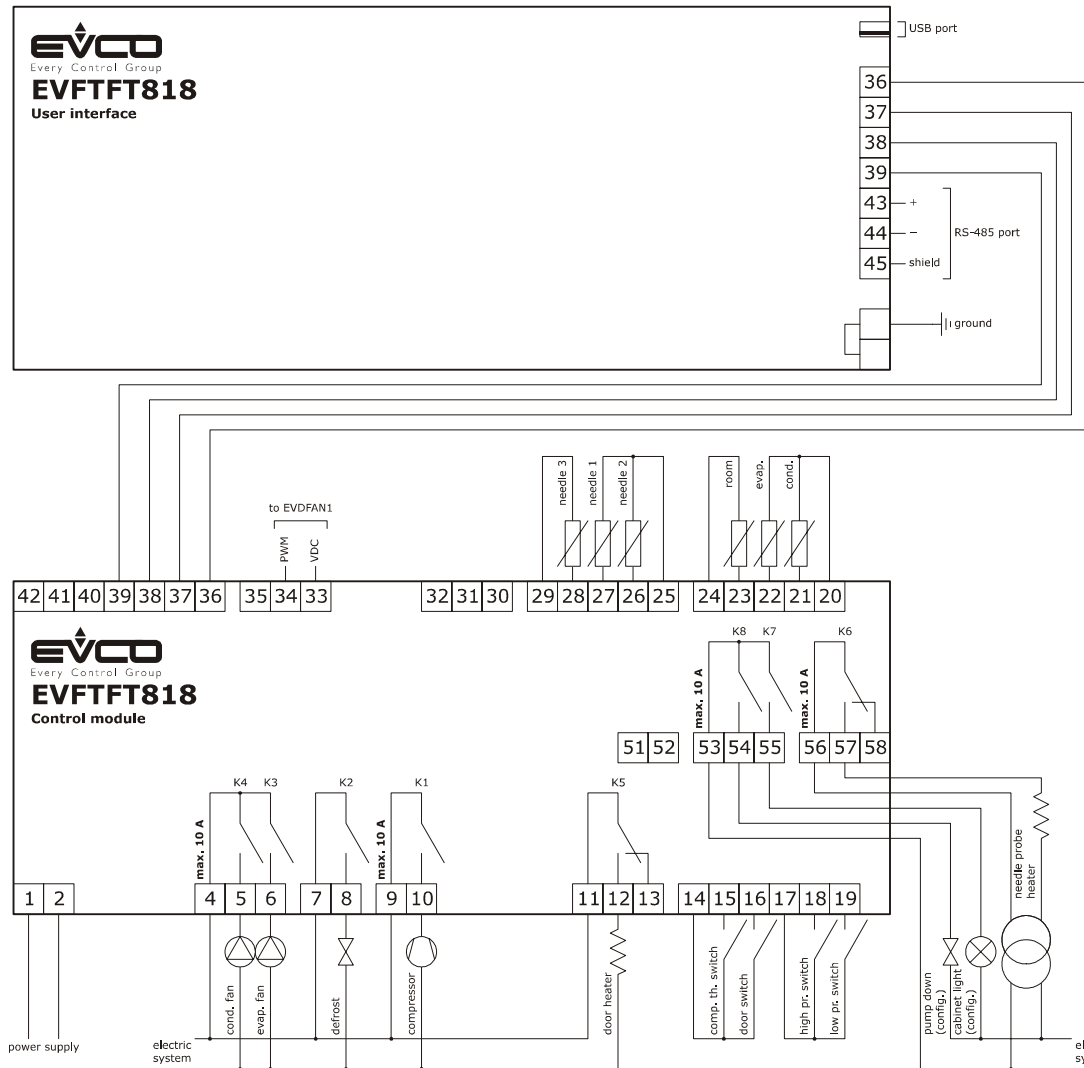 EVCO
Every Control Group
EVFTFT818
User interface
USB port
36
37
38
39
43 +
44 −
45 shield
RS-485 port
ground
to EVDFAN1
PWM
VDC
needle 3
needle 1
needle 2
room
evap.
cond.
42 41 40 39 38 37 36 35 34 33 32 31 30 29 28 27 26 25 24 23 22 21 20
EVCO
Every Control Group
EVFTFT818
Control module
max. 10 A
K8
K7
max. 10 A
K6
51 52 53 54 55 56 57 58
max. 10 A
K4
K3
K2
max. 10 A
K1
K5
1 2 4 5 6 7 8 9 10 11 12 13 14 15 16 17 18 19
needle probe
heater
cond. fan
evap. fan
defrost
compressor
door heater
comp. th. switch
door switch
high pr. switch
low pr. switch
pump down
(config.)
cabinet light
(config.)
power supply
electric
system
el
sy